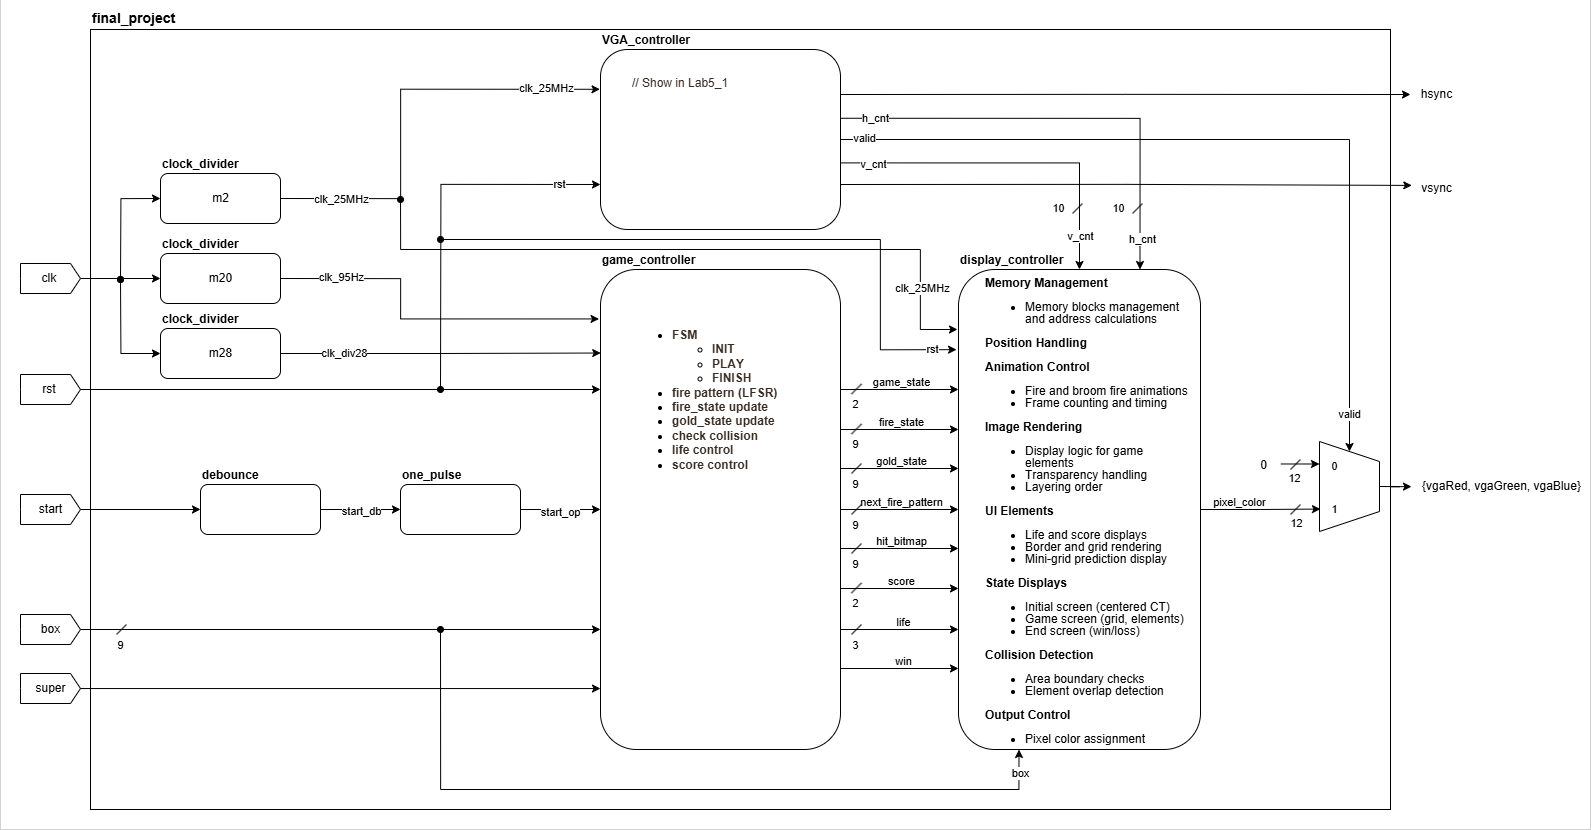 final_project
VGA_controller
// Show in Lab5_1
clk_25MHz
hsync
h_cnt
valid
v_cnt
rst
vsync
clock_divider
m2
clk_25MHz
10
10
v_cnt
h_cnt
clock_divider
m20
clk_95Hz
clk
clock_divider
m28
clk_div28
rst
game_controller
FSM
INIT
PLAY
FINISH
fire pattern (LFSR)
fire_state update
gold_state update
check collision
life control
score control
clk_25MHz
rst
game_state
2
fire_state
9
gold_state
9
next_fire_pattern
9
hit_bitmap
9
score
2
life
3
win
display_controller
Memory Management
Memory blocks management
and address calculations
Position Handling
Animation Control
Fire and broom fire animations
Frame counting and timing
Image Rendering
Display logic for game
elements
Transparency handling
Layering order
UI Elements
Life and score displays
Border and grid rendering
Mini-grid prediction display
State Displays
Initial screen (centered CT)
Game screen (grid, elements)
End screen (win/loss)
Collision Detection
Area boundary checks
Element overlap detection
Output Control
Pixel color assignment
valid
0
12
0
pixel_color
12
1
{vgaRed, vgaGreen, vgaBlue}
start
debounce
start_db
one_pulse
start_op
box
9
super
box